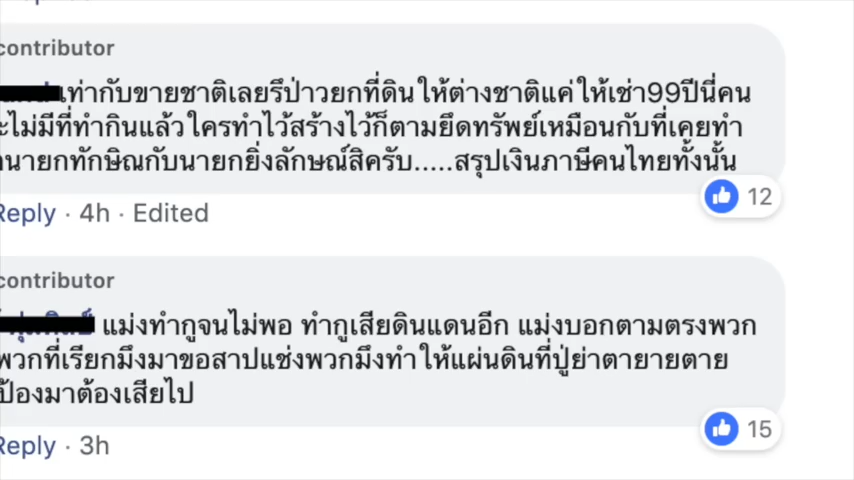 contributor
เท่ากับขายชาติเลยรึป่าวยกที่ดินให้ต่างชาติแค่ให้เช่า99ปีนี่คน
ะไม่มีที่ทำกินแล้วใครทำไว้สร้างไว้ก็ตามยึดทรัพย์เหมือนกับที่เคยทำ
นายกทักษิณกับนายกยิ่งลักษณ์สิครับ.....สรุปเงินภาษีคนไทยทั้งนั้น
12
Reply · 4h · Edited
contributor
แม่งทำกูจนไม่พอ ทำกูเสียดินแดนอีก แม่งบอกตามตรงพวก
พวกที่เรียกมึงมาขอสาปแช่งพวกมึงทำให้แผ่นดินที่ปู่ย่าตายายตาย
ป้องมาต้องเสียไป
15
Reply · 3h